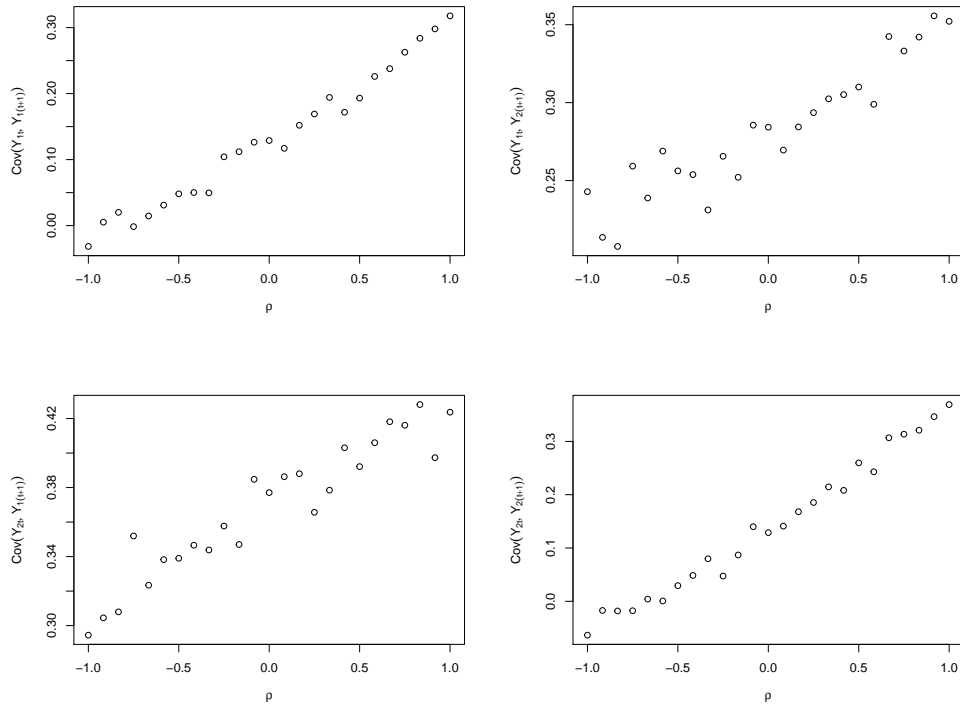 0.00 0.10 0.20 0.30
Cov(Y1t, Y1(t+1))
−1.0 −0.5 0.0 0.5 1.0
ρ
0.25 0.30 0.35
Cov(Y1t, Y2(t+1))
−1.0 −0.5 0.0 0.5 1.0
ρ
0.30 0.34 0.38 0.42
Cov(Y2t, Y1(t+1))
−1.0 −0.5 0.0 0.5 1.0
ρ
0.0 0.1 0.2 0.3
Cov(Y2t, Y2(t+1))
−1.0 −0.5 0.0 0.5 1.0
ρ